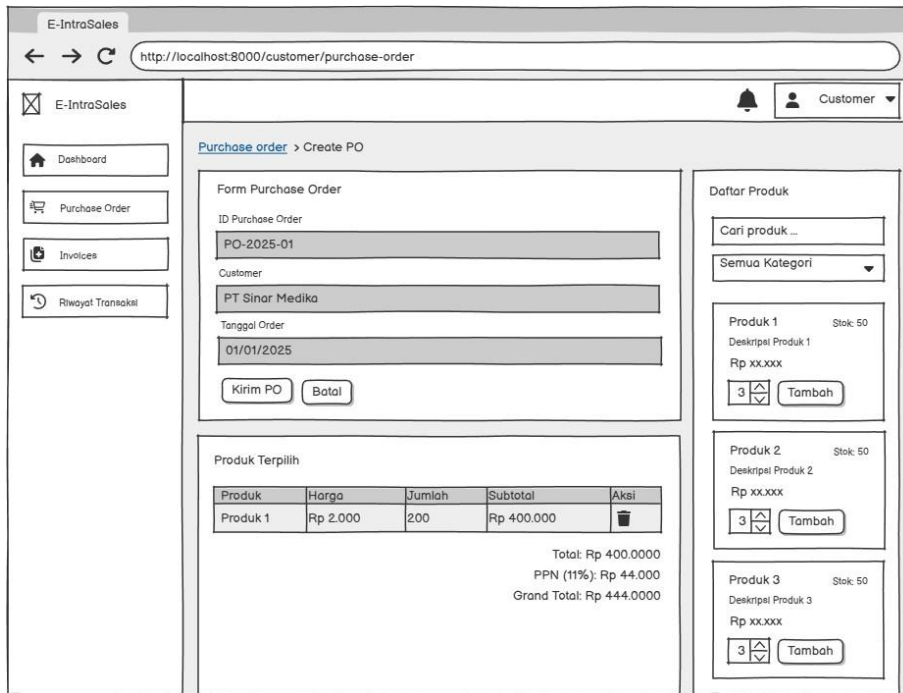 E-IntraSales
http://localhost:8000/customer/purchase-order
E-IntraSales
Customer
Dashboard
Purchase Order
Invoices
Riwayat Transaksi
Purchase order > Create PO
Form Purchase Order
ID Purchase Order
PO-2025-01
Customer
PT Sinar Medika
Tanggal Order
01/01/2025
Kirim PO Batal
Produk Terpilih
Produk Harga Jumlah Subtotal Aksi
Produk 1 Rp 2.000 200 Rp 400.000
Total: Rp 400.0000
PPN (11%): Rp 44.000
Grand Total: Rp 444.0000
Daftar Produk
Cari produk ...
Semua Kategori
Produk 1 Stok: 50
Deskripsi Produk 1
Rp xx.xxx
3 Tambah
Produk 2 Stok: 50
Deskripsi Produk 2
Rp xx.xxx
3 Tambah
Produk 3 Stok: 50
Deskripsi Produk 3
Rp xx.xxx
3 Tambah